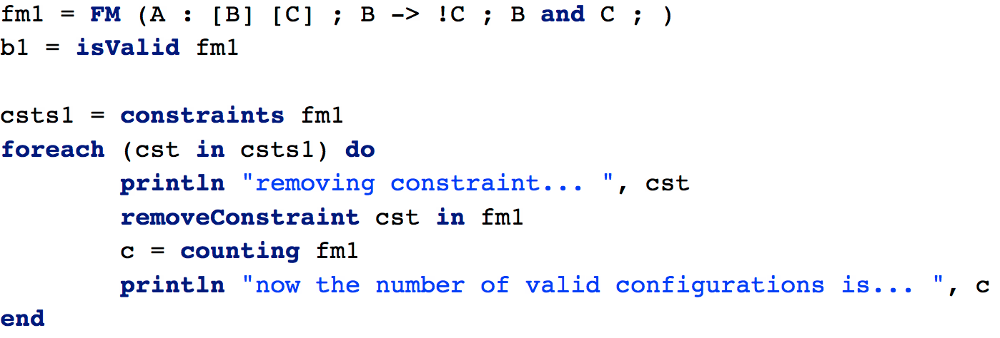 fm1 = FM (A : [B] [C] ; B -> !C ; B and C ; )
b1 = isValid fm1
csts1 = constraints fm1
foreach (cst in csts1) do
println "removing constraint... ", cst
removeConstraint cst in fm1
c = counting fm1
println "now the number of valid configurations is... ", c
end